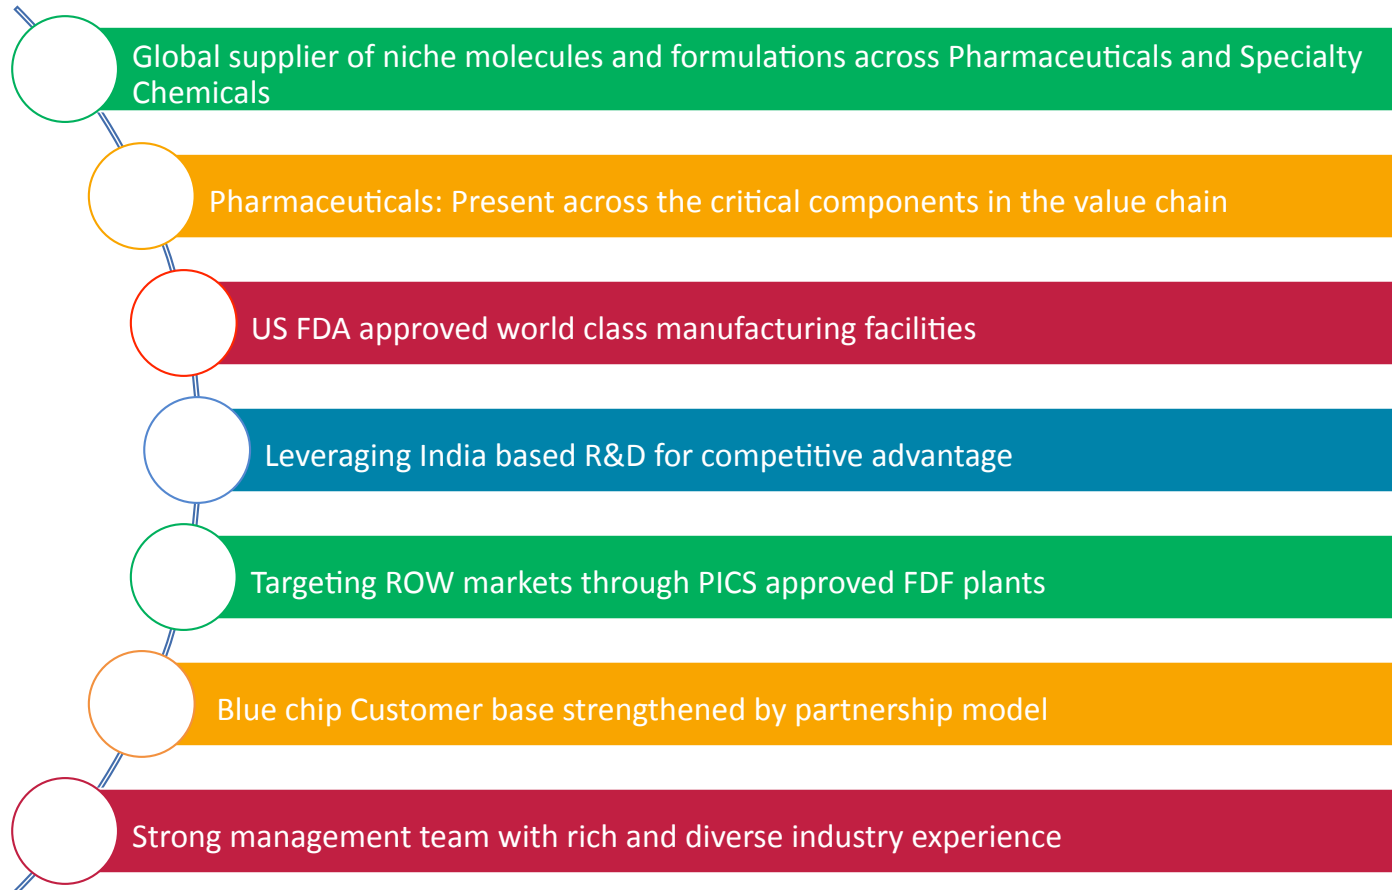 Global supplier of niche molecules and formulations across Pharmaceuticals and Specialty
Chemicals
Pharmaceuticals: Present across the critical components in the value chain
US FDA approved world class manufacturing facilities
Leveraging India based R&D for competitive advantage
Targeting ROW markets through PICS approved FDF plants
Blue chip Customer base strengthened by partnership model
Strong management team with rich and diverse industry experience